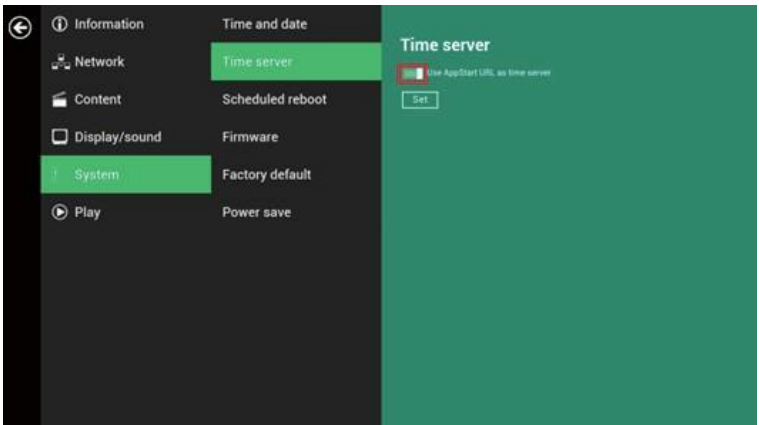 Information
Network
Content
Display/sound
System
Play
Time and date
Time server
Scheduled reboot
Firmware
Factory default
Power save
Time server
Use AppStart URL as time server
Set